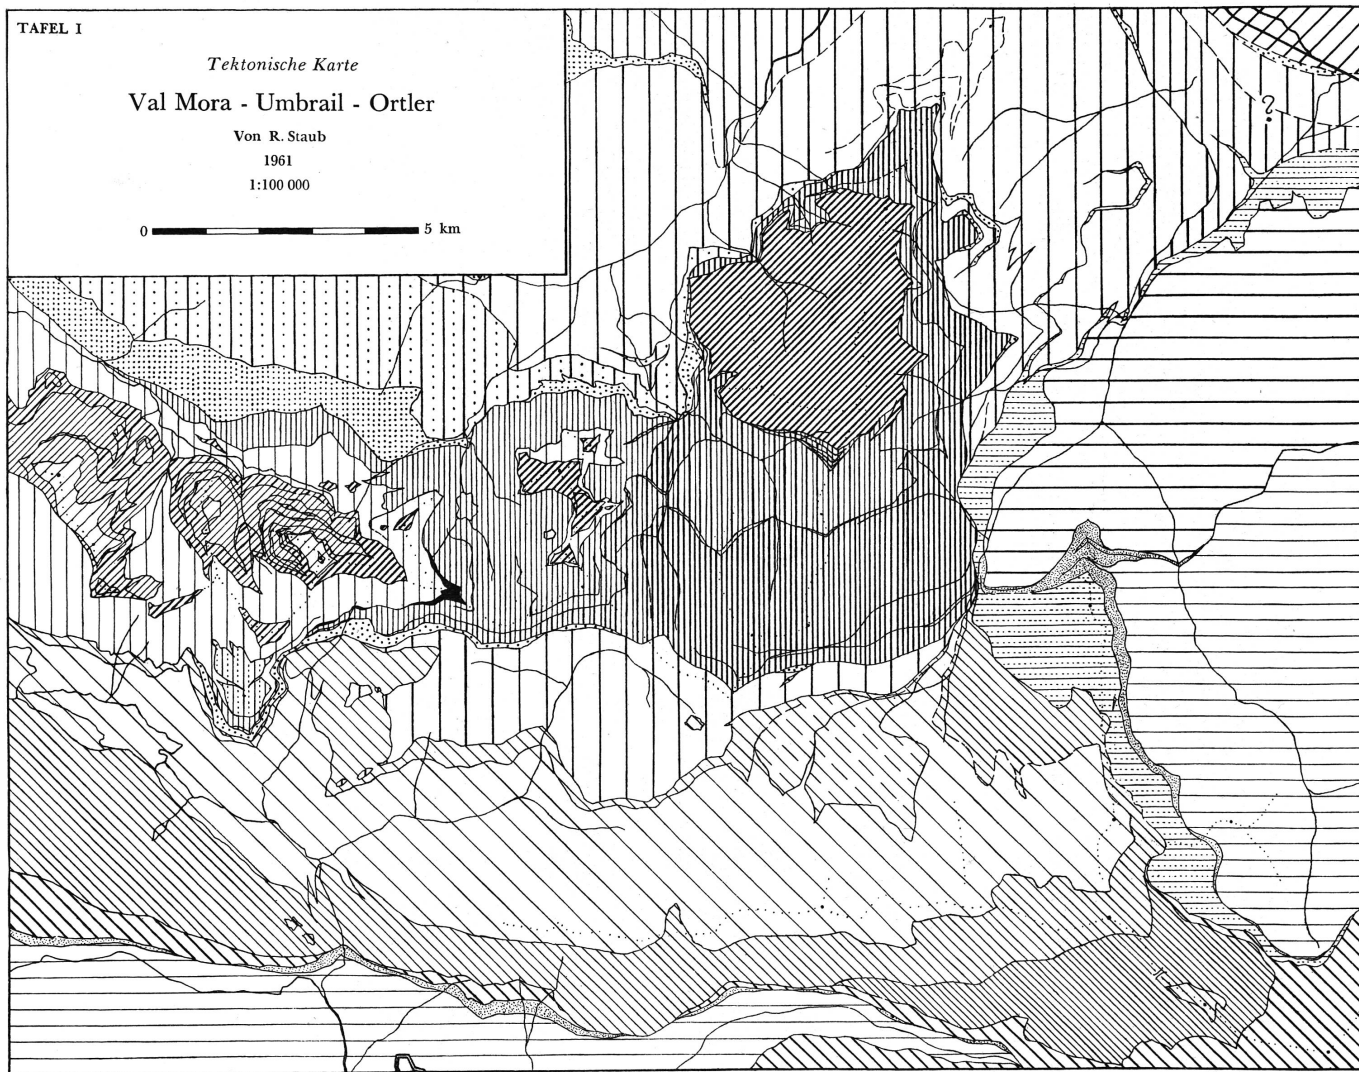 TAFEL I
Tektonische Karte
Val Mora - Umbrail - Ortler
Von R. Staub
1961
1:100 000
0 5 km
?